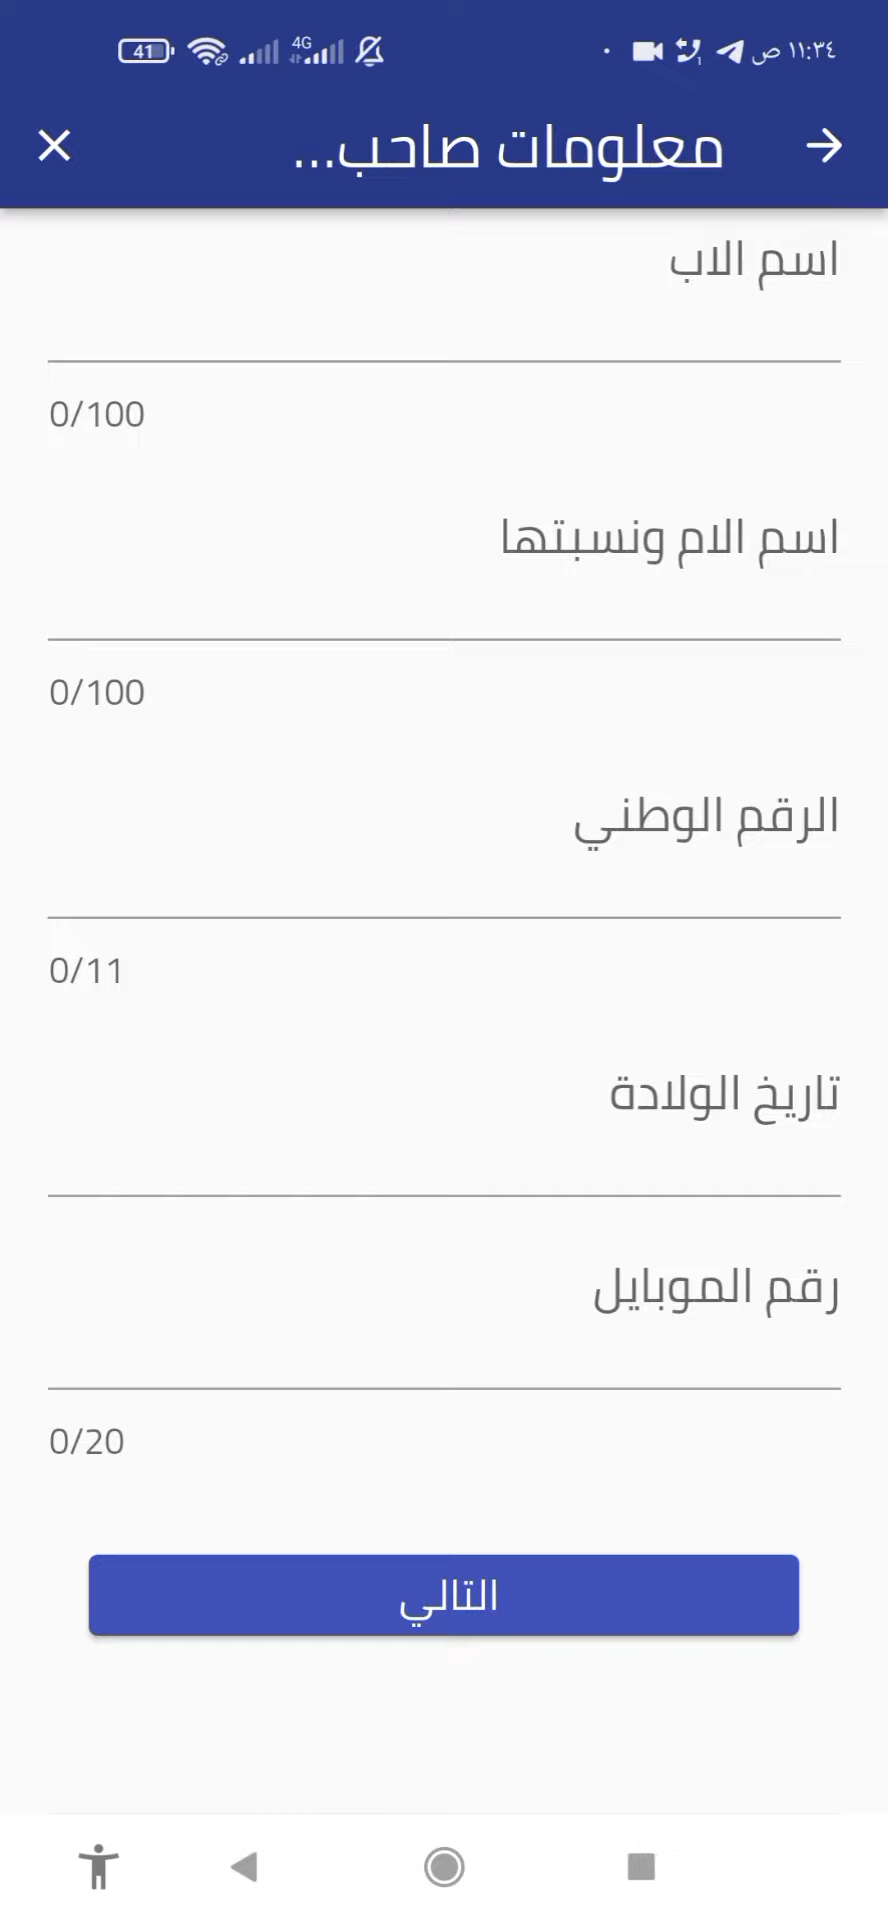 ١١:٣٤ ص 4G 41
معلومات صاحب...
اسم الاب
0/100
اسم الام ونسبتها
0/100
الرقم الوطني
0/11
تاريخ الولادة
رقم الموبايل
0/20
التالي